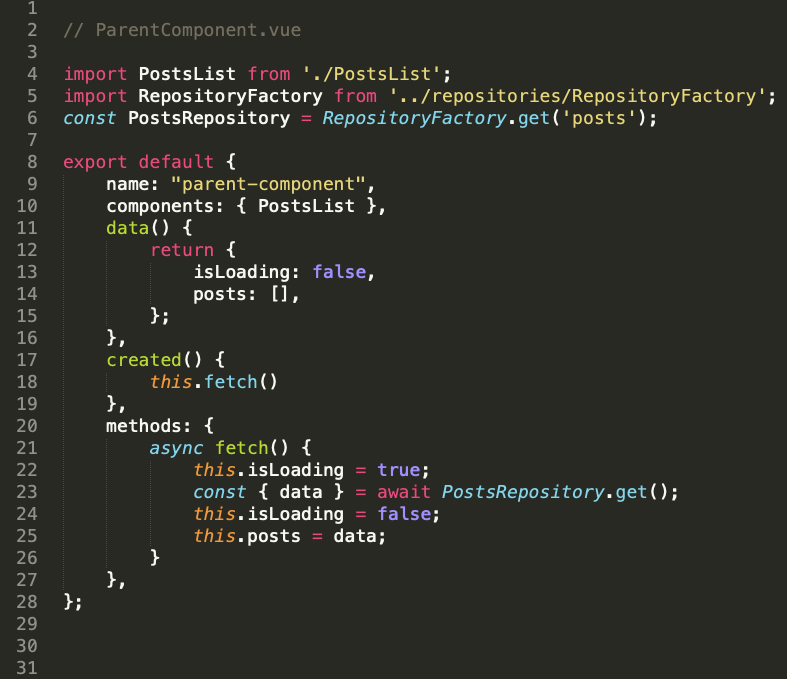 1
2 // ParentComponent.vue
3
4 import PostsList from './PostsList';
5 import RepositoryFactory from '../repositories/RepositoryFactory';
6 const PostsRepository = RepositoryFactory.get('posts');
7
8 export default {
9     name: "parent-component",
10     components: { PostsList },
11     data() {
12         return {
13             isLoading: false,
14             posts: [],
15         };
16     },
17     created() {
18         this.fetch()
19     },
20     methods: {
21         async fetch() {
22             this.isLoading = true;
23             const { data } = await PostsRepository.get();
24             this.isLoading = false;
25             this.posts = data;
26         }
27     },
28 };
29
30
31